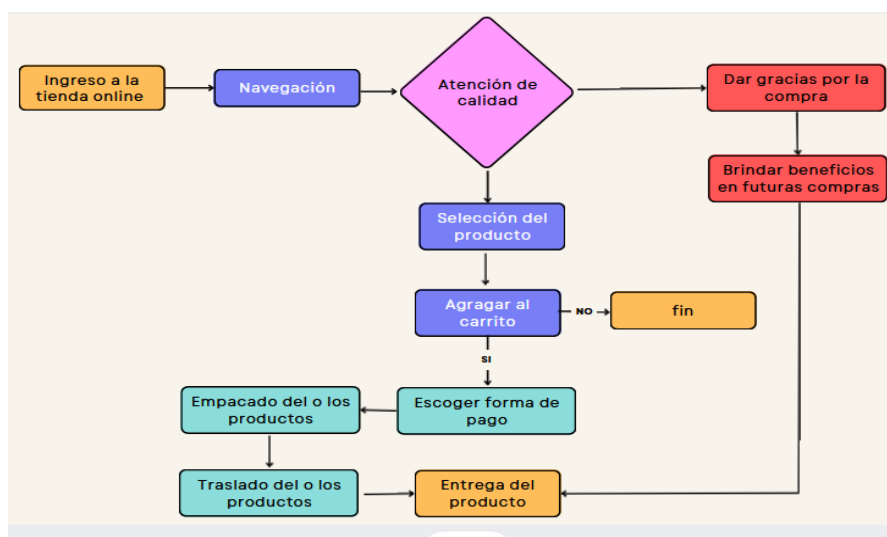 Ingreso a la
tienda online
Navegación
Atención de
calidad
Dar gracias por la
compra
Brindar beneficios
en futuras compras
Selección del
producto
Agragar al
carrito
NO
fin
SI
Empacado del o los
productos
Escoger forma de
pago
Traslado del o los
productos
Entrega del
producto